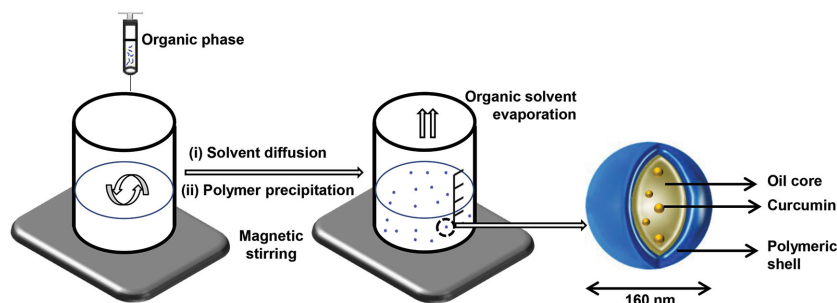 Organic phase
(i) Solvent diffusion
(ii) Polymer precipitation
Magnetic
stirring
Organic solvent
evaporation
Oil core
Curcumin
Polymeric
shell
160 nm